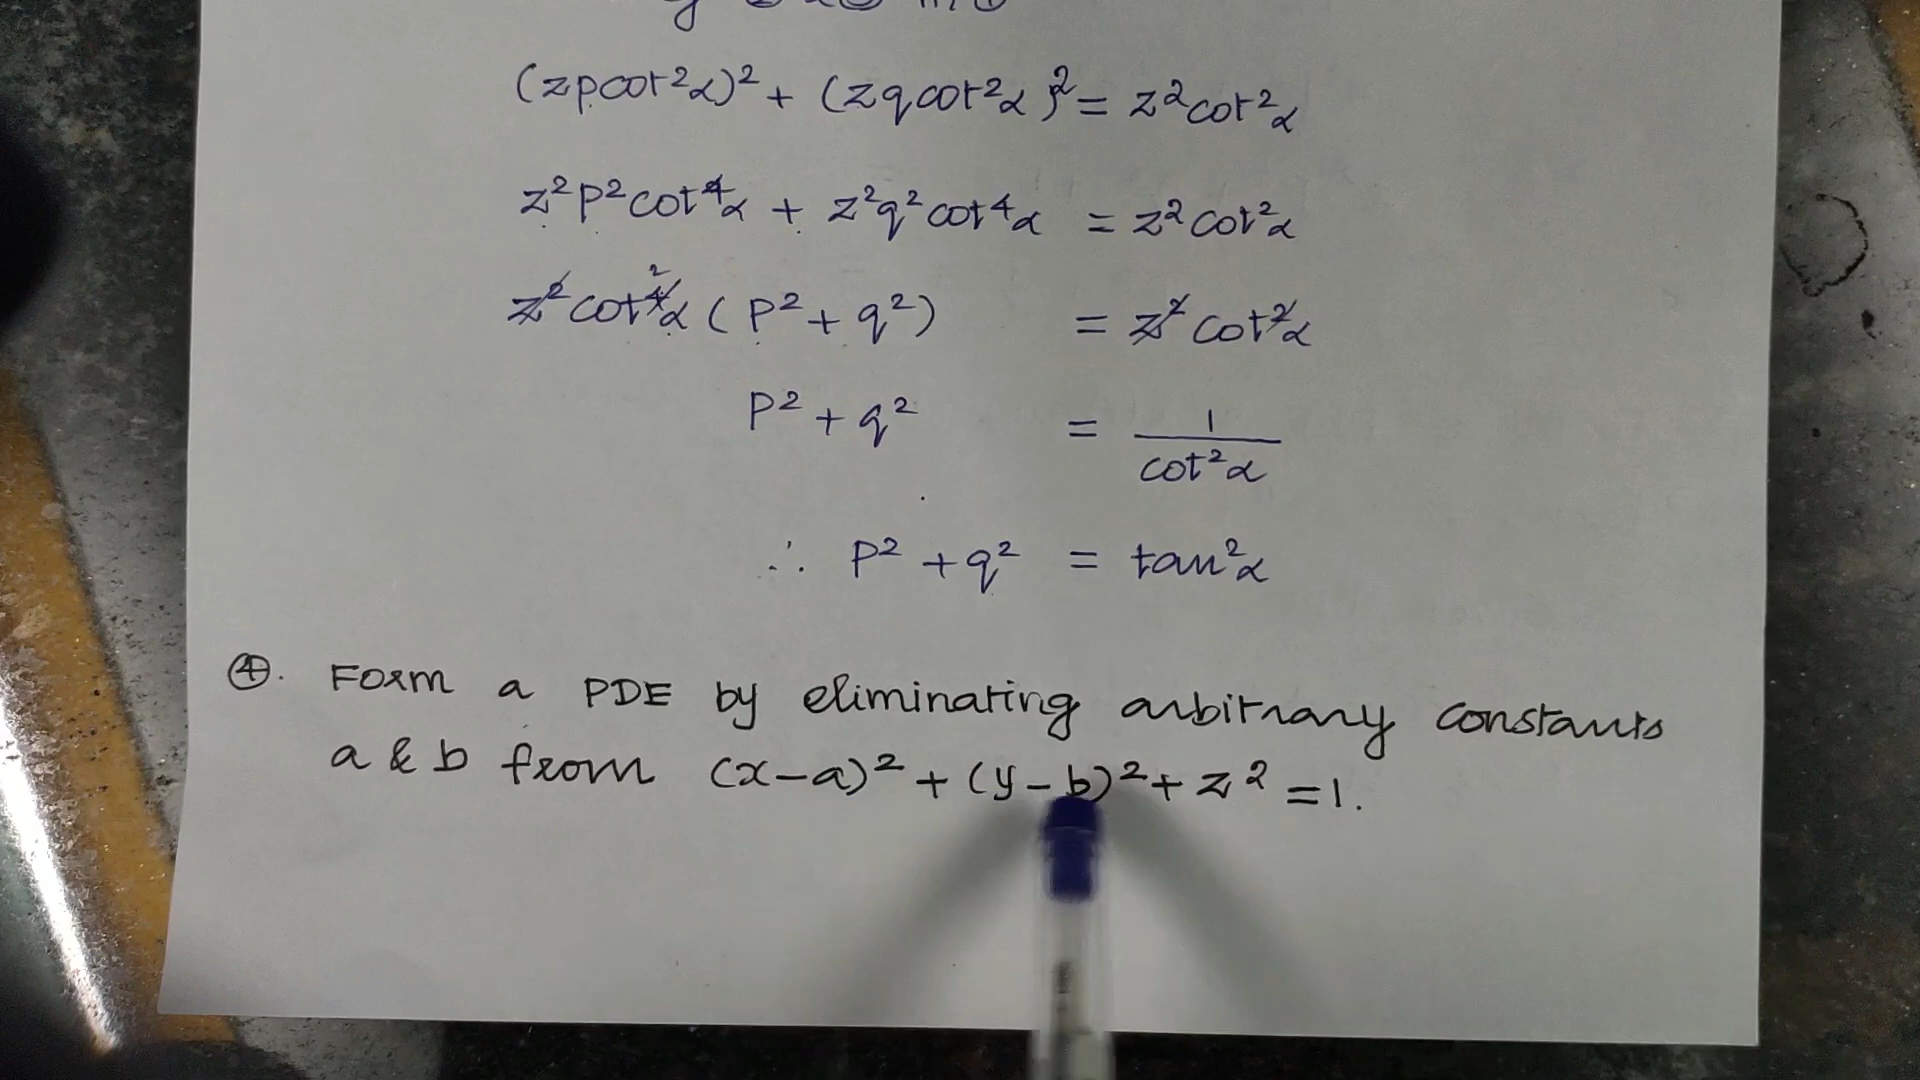 (zpcot²α)² + (zqcot²α)² = z²cot²α
z²p²cot⁴α + z²q²cot⁴α = z²cot²α
z²cot⁴²α (p² + q²) = z²cot²α
p² + q² = 1/cot²α
∴ p² + q² = tan²α
④. Form a PDE by eliminating arbitrary constants
a & b from (x-a)² + (y-b)² + z² = 1.